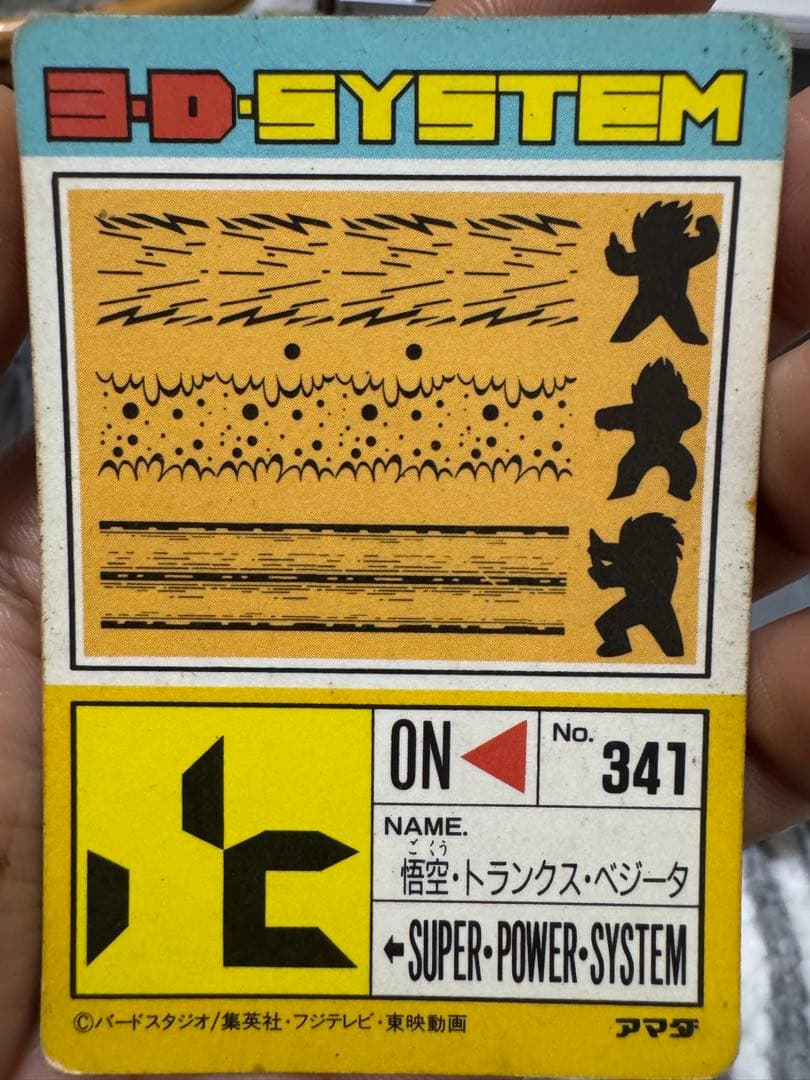 3·D·SYSTEM
ON
No. 341
NAME.
ごくう
悟空・トランクス・ベジータ
←SUPER・POWER・SYSTEM
©バードスタジオ/集英社・フジテレビ・東映動画
アマダ